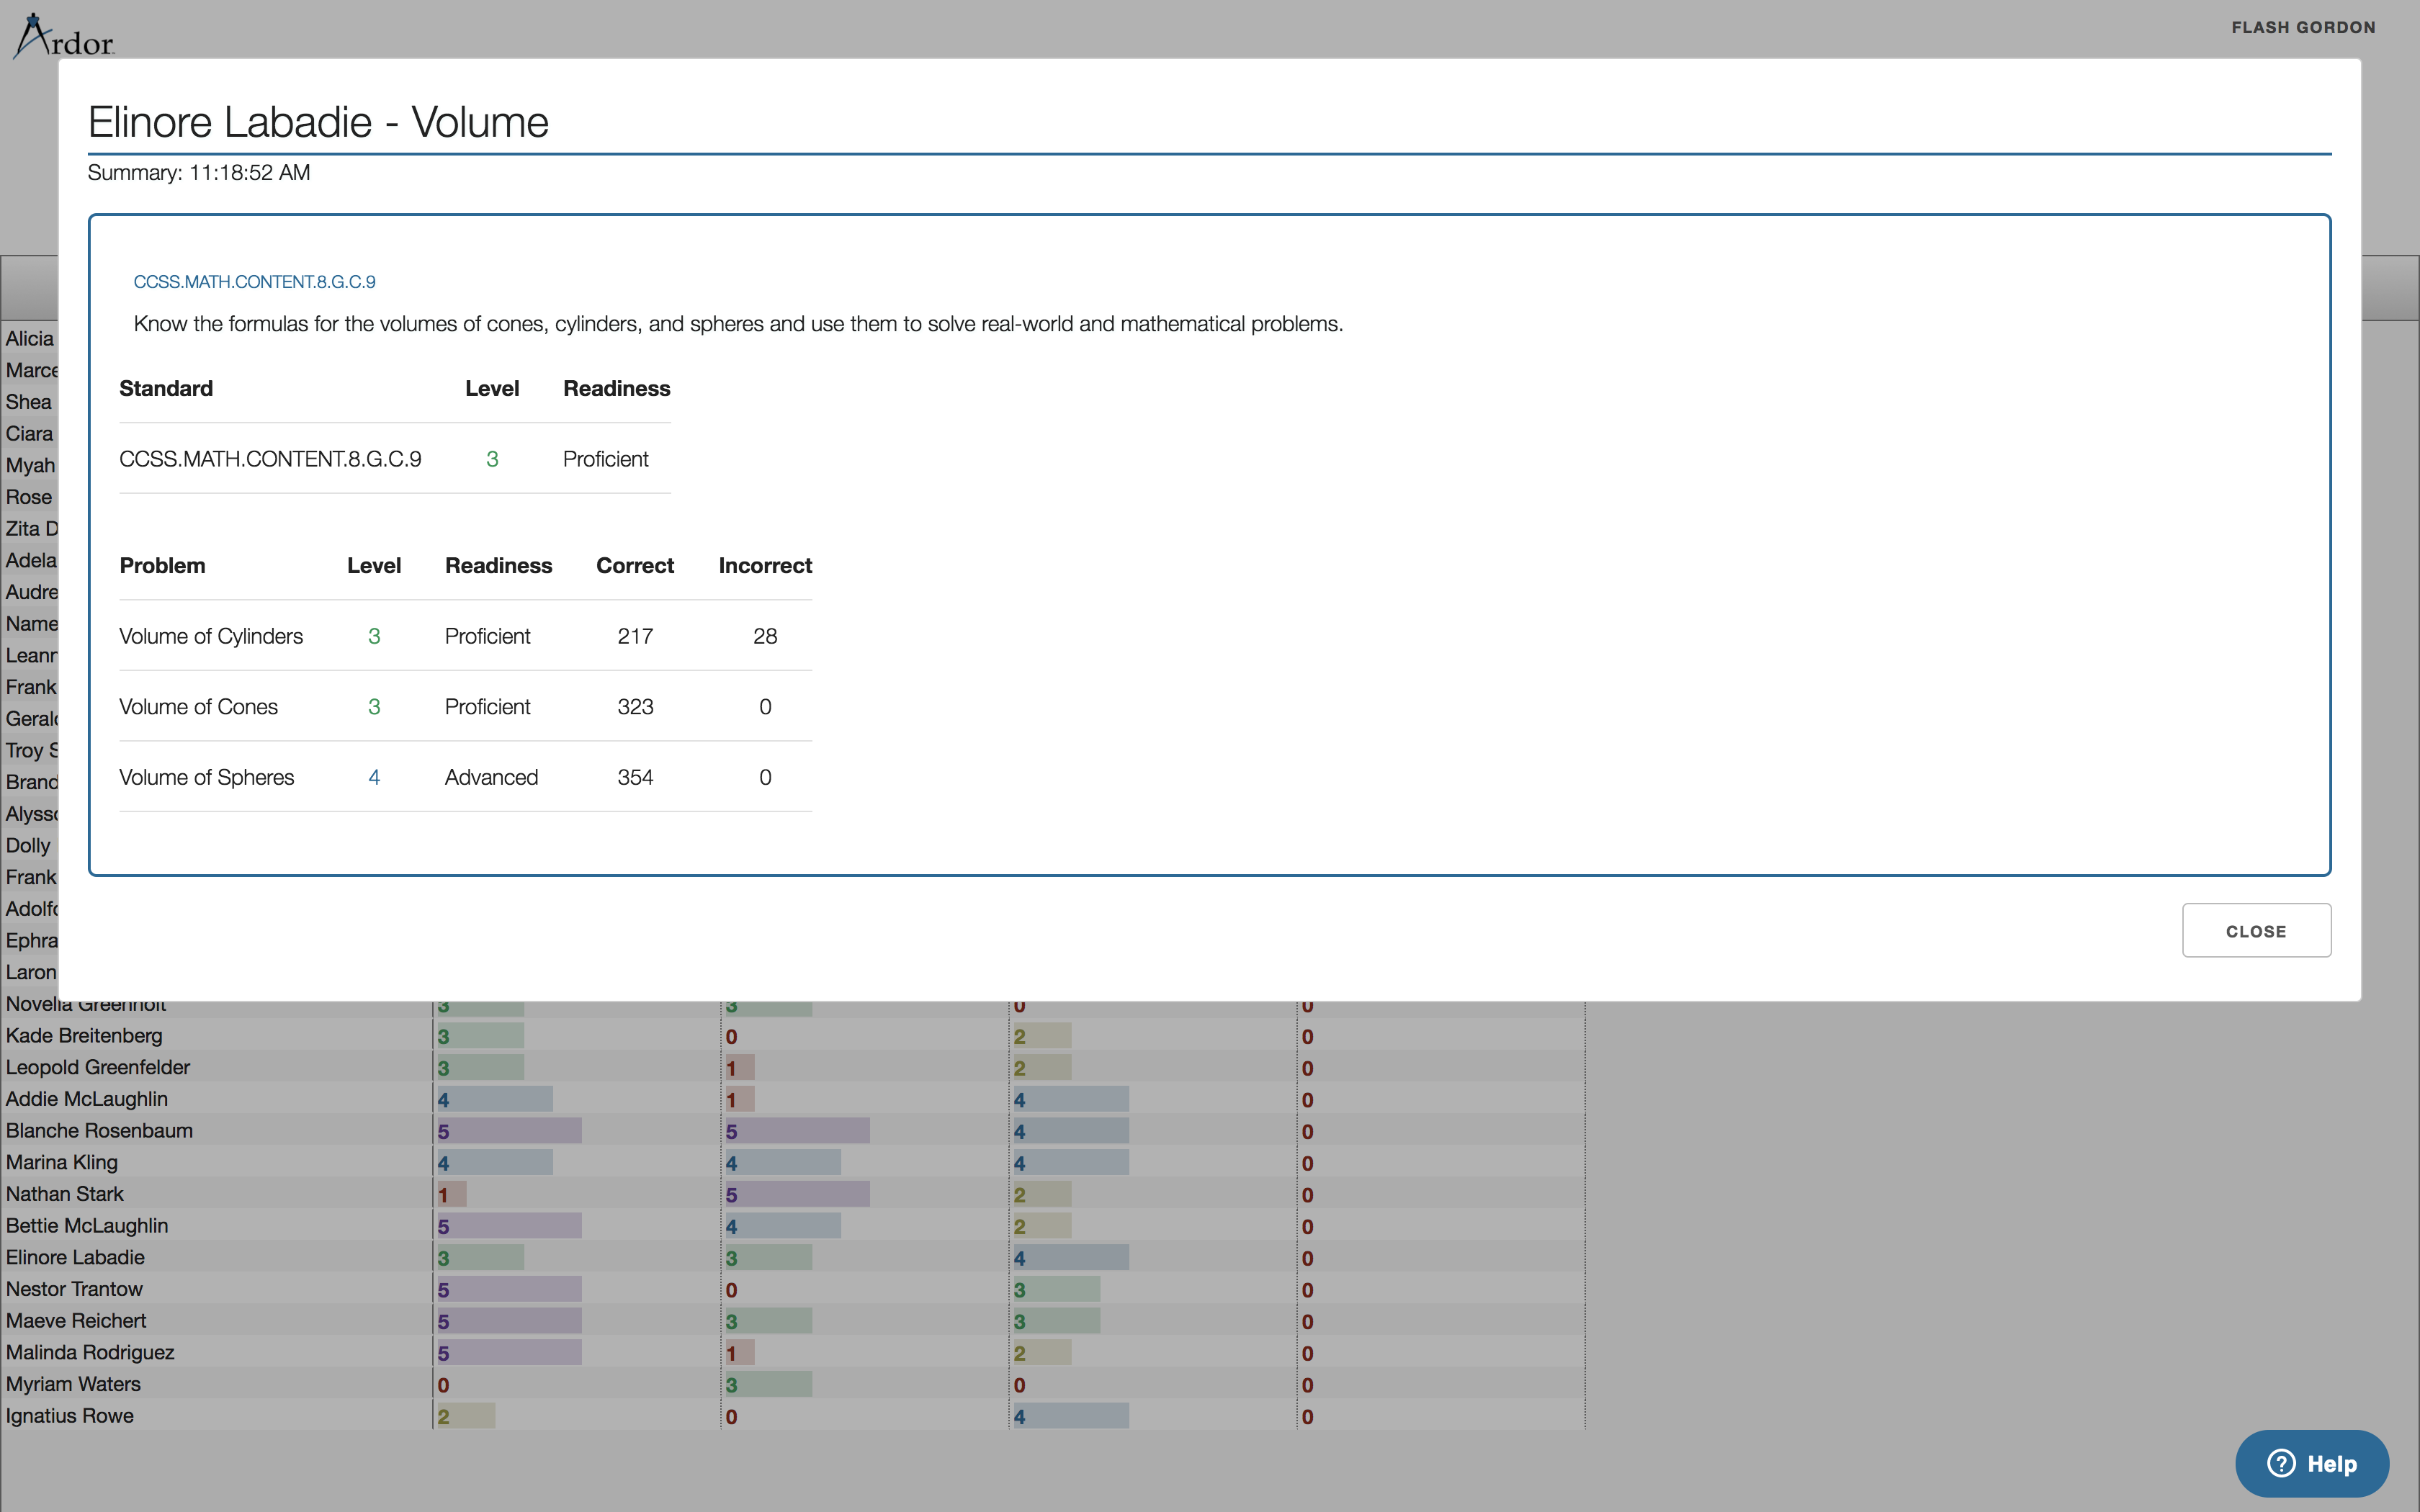 Ardor
FLASH GORDON
Elinore Labadie - Volume
Summary: 11:18:52 AM
CCSS.MATH.CONTENT.8.G.C.9
Know the formulas for the volumes of cones, cylinders, and spheres and use them to solve real-world and mathematical problems.
Standard Level Readiness
CCSS.MATH.CONTENT.8.G.C.9 3 Proficient
Problem Level Readiness Correct Incorrect
Volume of Cylinders 3 Proficient 217 28
Volume of Cones 3 Proficient 323 0
Volume of Spheres 4 Advanced 354 0
CLOSE
Alicia
Marce
Shea
Ciara
Myah
Rose
Zita D
Adela
Audre
Name
Leann
Frank
Geral
Troy S
Brand
Alyss
Dolly
Frank
Adolf
Ephra
Laron
Novella Greenholt 3 3 0 0
Kade Breitenberg 3 0 2 0
Leopold Greenfelder 3 1 2 0
Addie McLaughlin 4 1 4 0
Blanche Rosenbaum 5 5 4 0
Marina Kling 4 4 4 0
Nathan Stark 1 5 2 0
Bettie McLaughlin 5 4 2 0
Elinore Labadie 3 3 4 0
Nestor Trantow 5 0 3 0
Maeve Reichert 5 3 3 0
Malinda Rodriguez 5 1 2 0
Myriam Waters 0 3 0 0
Ignatius Rowe 2 0 4 0
? Help